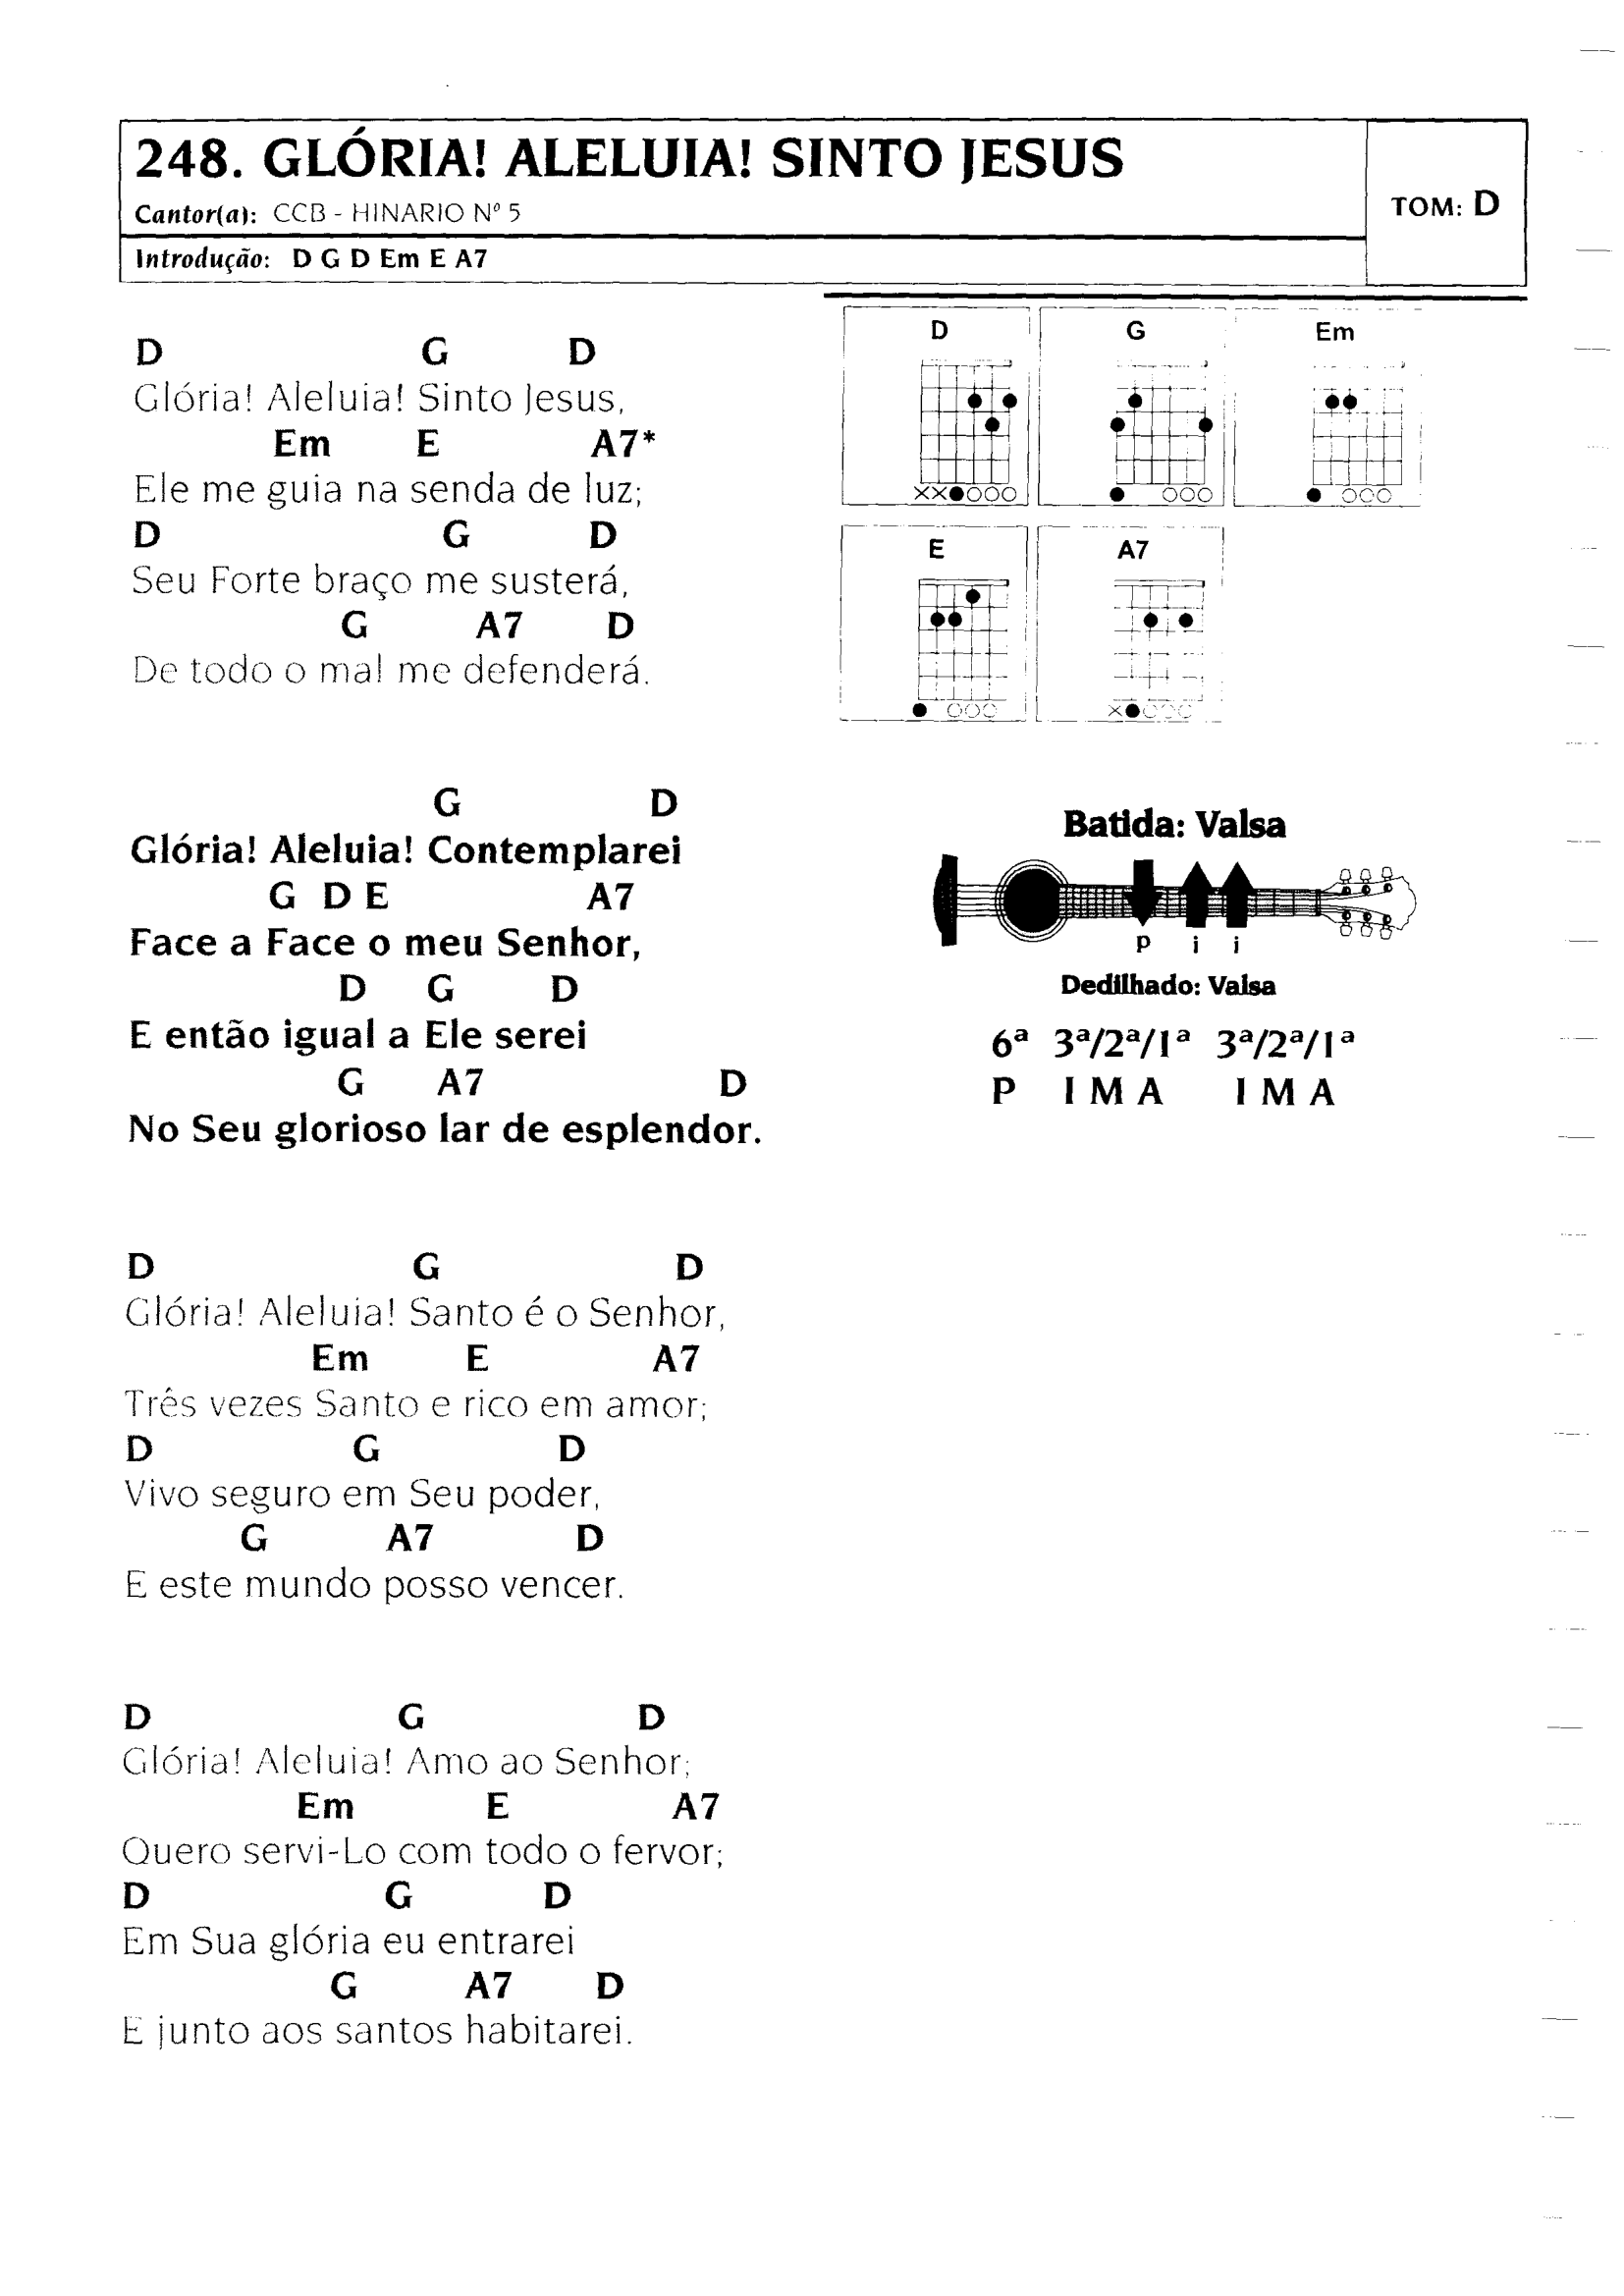 248. GLÓRIA! ALELUIA! SINTO JESUS
Cantor(a): CCB - HINARIO Nº 5
TOM: D
Introdução: D G D Em E A7
D G D
Glória! Aleluia! Sinto Jesus,
Em E A7*
Ele me guia na senda de luz;
D G D
Seu Forte braço me susterá,
G A7 D
De todo o mal me defenderá.
G D
Glória! Aleluia! Contemplarei
G D E A7
Face a Face o meu Senhor,
D G D
E então igual a Ele serei
G A7 D
No Seu glorioso lar de esplendor.
D G D
Glória! Aleluia! Santo é o Senhor,
Em E A7
Três vezes Santo e rico em amor;
D G D
Vivo seguro em Seu poder,
G A7 D
E este mundo posso vencer.
D G D
Glória! Aleluia! Amo ao Senhor;
Em E A7
Quero servi-Lo com todo o fervor;
D G D
Em Sua glória eu entrarei
G A7 D
E junto aos santos habitarei.
D G Em
E A7
Batida: Valsa
p i i
Dedilhado: Valsa
6ª 3ª/2ª/1ª 3ª/2ª/1ª
P I M A I M A